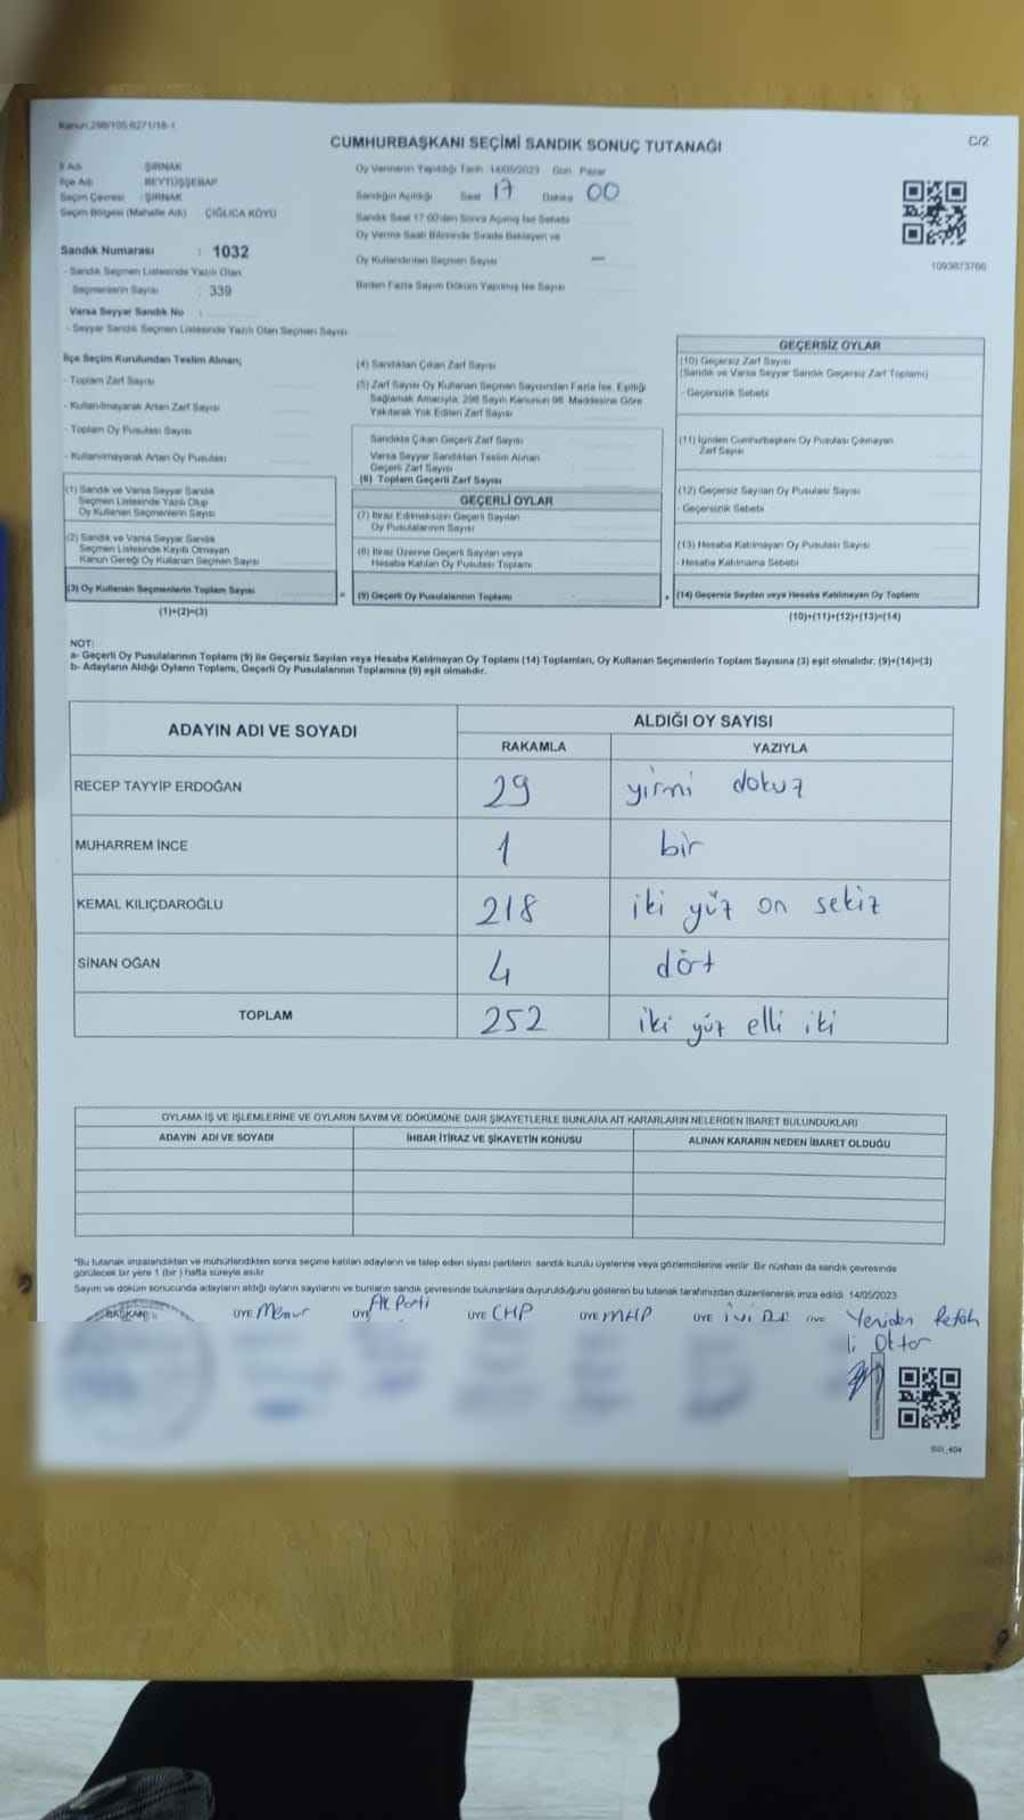 Kanun:298/105-6271/18-1
CUMHURBAŞKANI SEÇİMİ SANDIK SONUÇ TUTANAĞI
C/2
İl Adı : ŞIRNAK
İlçe Adı : BEYTÜŞŞEBAP
Seçim Çevresi : ŞIRNAK
Seçim Bölgesi (Mahalle Adı) : ÇIĞLICA KÖYÜ
Oy Vermenin Yapıldığı Tarih : 14/05/2023 Gün : Pazar
Sandığın Açıldığı Saat 17 Dakika 00
Sandık Saat 17:00'den Sonra Açılmış İse Sebebi
Oy Verme Saati Bitiminde Sırada Bekleyen ve
Oy Kullandırılan Seçmen Sayısı —
Birden Fazla Sayım Döküm Yapılmış İse Sayısı
1093873766
Sandık Numarası : 1032
- Sandık Seçmen Listesinde Yazılı Olan
Seçmenlerin Sayısı : 339
Varsa Seyyar Sandık No :
- Seyyar Sandık Seçmen Listesinde Yazılı Olan Seçmen Sayısı
İlçe Seçim Kurulundan Teslim Alınan;
- Toplam Zarf Sayısı
- Kullanılmayarak Artan Zarf Sayısı
- Toplam Oy Pusulası Sayısı
- Kullanılmayarak Artan Oy Pusulası
(1) Sandık ve Varsa Seyyar Sandık
Seçmen Listesinde Yazılı Olup
Oy Kullanan Seçmenlerin Sayısı
(2) Sandık ve Varsa Seyyar Sandık
Seçmen Listesinde Kayıtlı Olmayan
Kanun Gereği Oy Kullanan Seçmen Sayısı
(3) Oy Kullanan Seçmenlerin Toplam Sayısı
(1)+(2)=(3)
(4) Sandıktan Çıkan Zarf Sayısı
(5) Zarf Sayısı Oy Kullanan Seçmen Sayısından Fazla İse, Eşitliği
Sağlamak Amacıyla, 298 Sayılı Kanunun 98. Maddesine Göre
Yakılarak Yok Edilen Zarf Sayısı
Sandıkta Çıkan Geçerli Zarf Sayısı
Varsa Seyyar Sandıktan Teslim Alınan
Geçerli Zarf Sayısı
(6) Toplam Geçerli Zarf Sayısı
GEÇERLİ OYLAR
(7) İtiraz Edilmeksizin Geçerli Sayılan
Oy Pusulalarının Sayısı
(8) İtiraz Üzerine Geçerli Sayılan veya
Hesaba Katılan Oy Pusulası Toplamı
= (9) Geçerli Oy Pusulalarının Toplamı
GEÇERSİZ OYLAR
(10) Geçersiz Zarf Sayısı
(Sandık ve Varsa Seyyar Sandık Geçersiz Zarf Toplamı)
- Geçersizlik Sebebi
(11) İçinden Cumhurbaşkanı Oy Pusulası Çıkmayan
Zarf Sayısı
(12) Geçersiz Sayılan Oy Pusulası Sayısı
- Geçersizlik Sebebi
(13) Hesaba Katılmayan Oy Pusulası Sayısı
- Hesaba Katılmama Sebebi
+ (14) Geçersiz Sayılan veya Hesaba Katılmayan Oy Toplamı
(10)+(11)+(12)+(13)=(14)
NOT:
a- Geçerli Oy Pusulalarının Toplamı (9) ile Geçersiz Sayılan veya Hesaba Katılmayan Oy Toplamı (14) Toplamları, Oy Kullanan Seçmenlerin Toplam Sayısına (3) eşit olmalıdır. (9)+(14)=(3)
b- Adayların Aldığı Oyların Toplamı, Geçerli Oy Pusulalarının Toplamına (9) eşit olmalıdır.
ADAYIN ADI VE SOYADI
ALDIĞI OY SAYISI
RAKAMLA YAZIYLA
RECEP TAYYİP ERDOĞAN 29 yirmi dokuz
MUHARREM İNCE 1 bir
KEMAL KILIÇDAROĞLU 218 iki yüz on sekiz
SİNAN OĞAN 4 dört
TOPLAM 252 iki yüz elli iki
OYLAMA İŞ VE İŞLEMLERİNE VE OYLARIN SAYIM VE DÖKÜMÜNE DAİR ŞİKAYETLERLE BUNLARA AİT KARARLARIN NELERDEN İBARET BULUNDUKLARI
ADAYIN ADI VE SOYADI İHBAR İTİRAZ VE ŞİKAYETİN KONUSU ALINAN KARARIN NEDEN İBARET OLDUĞU
*Bu tutanak imzalandıktan ve mühürlendikten sonra seçime katılan adayların ve talep eden siyasi partilerin sandık kurulu üyelerine veya gözlemcilerine verilir. Bir nüshası da sandık çevresinde
görülecek bir yere 1 (bir) hafta süreyle asılır.
Sayım ve döküm sonucunda adayların aldığı oyların sayılarını ve bunların sandık çevresinde bulunanlara duyurulduğunu gösteren bu tutanak tarafımızdan düzenlenerek imza edildi. 14/05/2023
BAŞKAN ÜYE Memur ÜYE Ak Parti ÜYE CHP ÜYE MHP ÜYE ÜYE Yeniden Refah